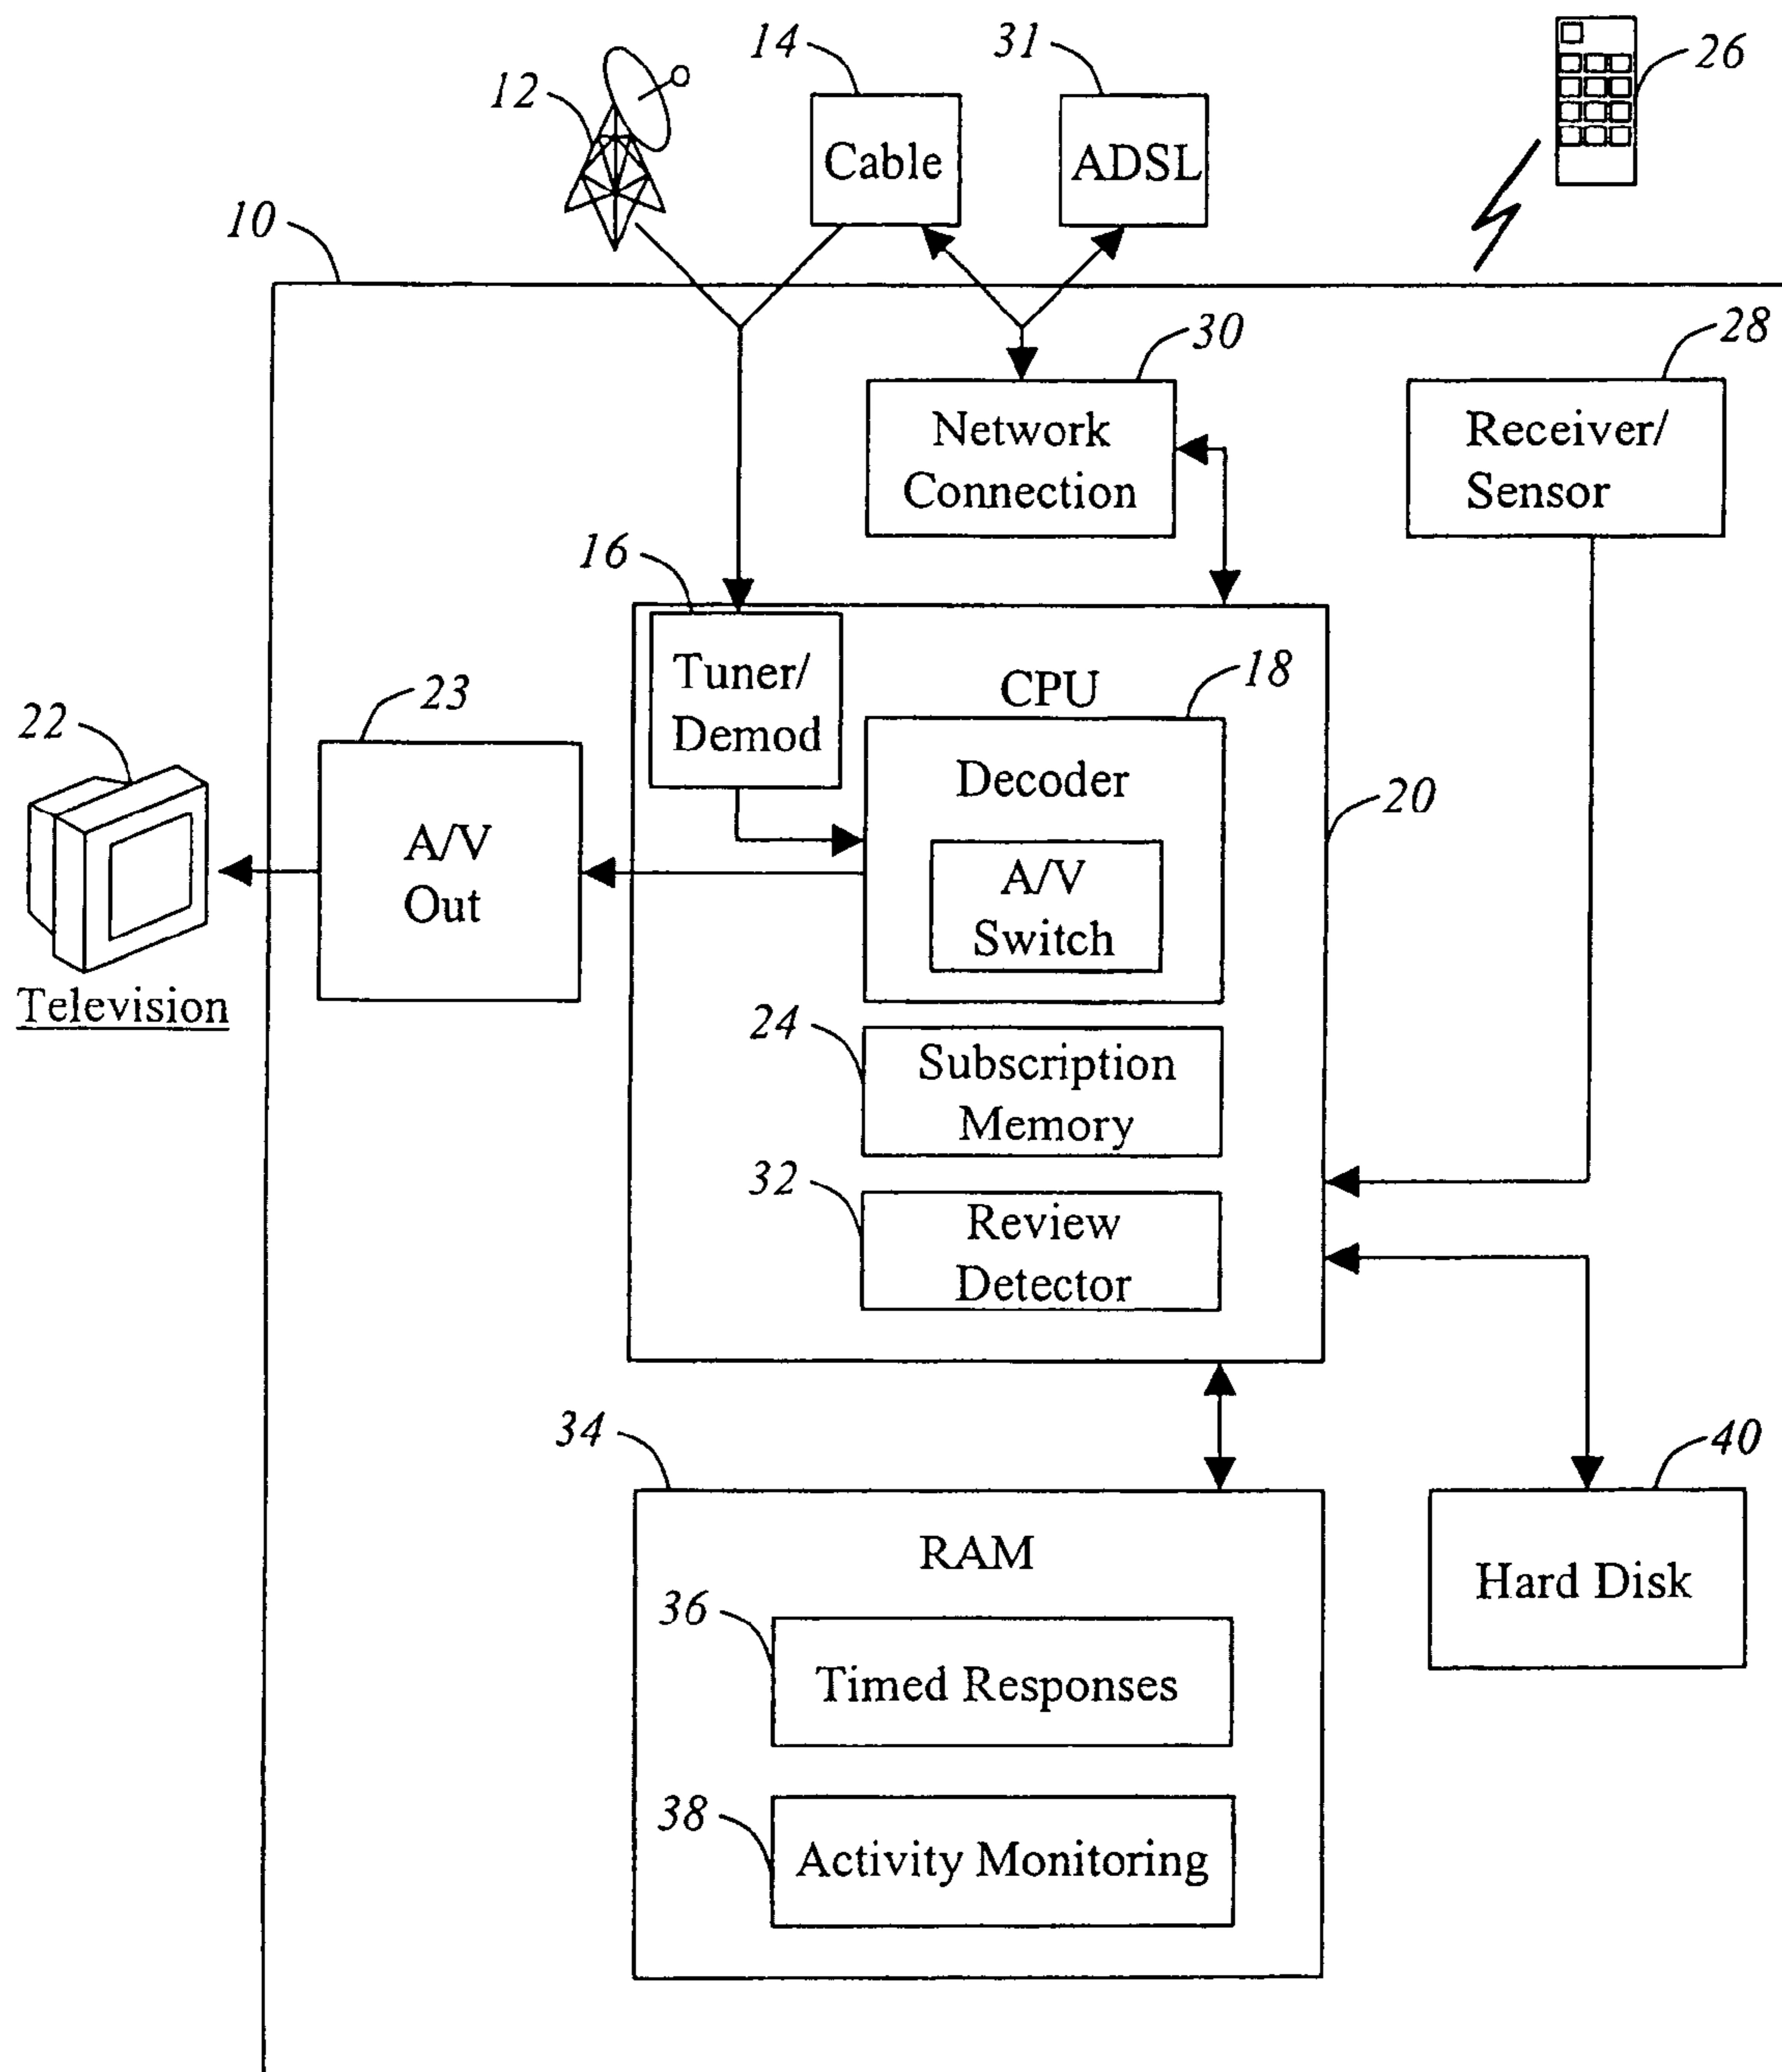 12
14
31
26
Cable
ADSL
10
30
28
Network
Connection
Receiver/
Sensor
16
Tuner/
Demod
CPU
18
22
23
20
Decoder
A/V
Out
A/V
Switch
Television
24
Subscription
Memory
32
Review
Detector
34
40
RAM
Hard Disk
36
Timed Responses
38
Activity Monitoring